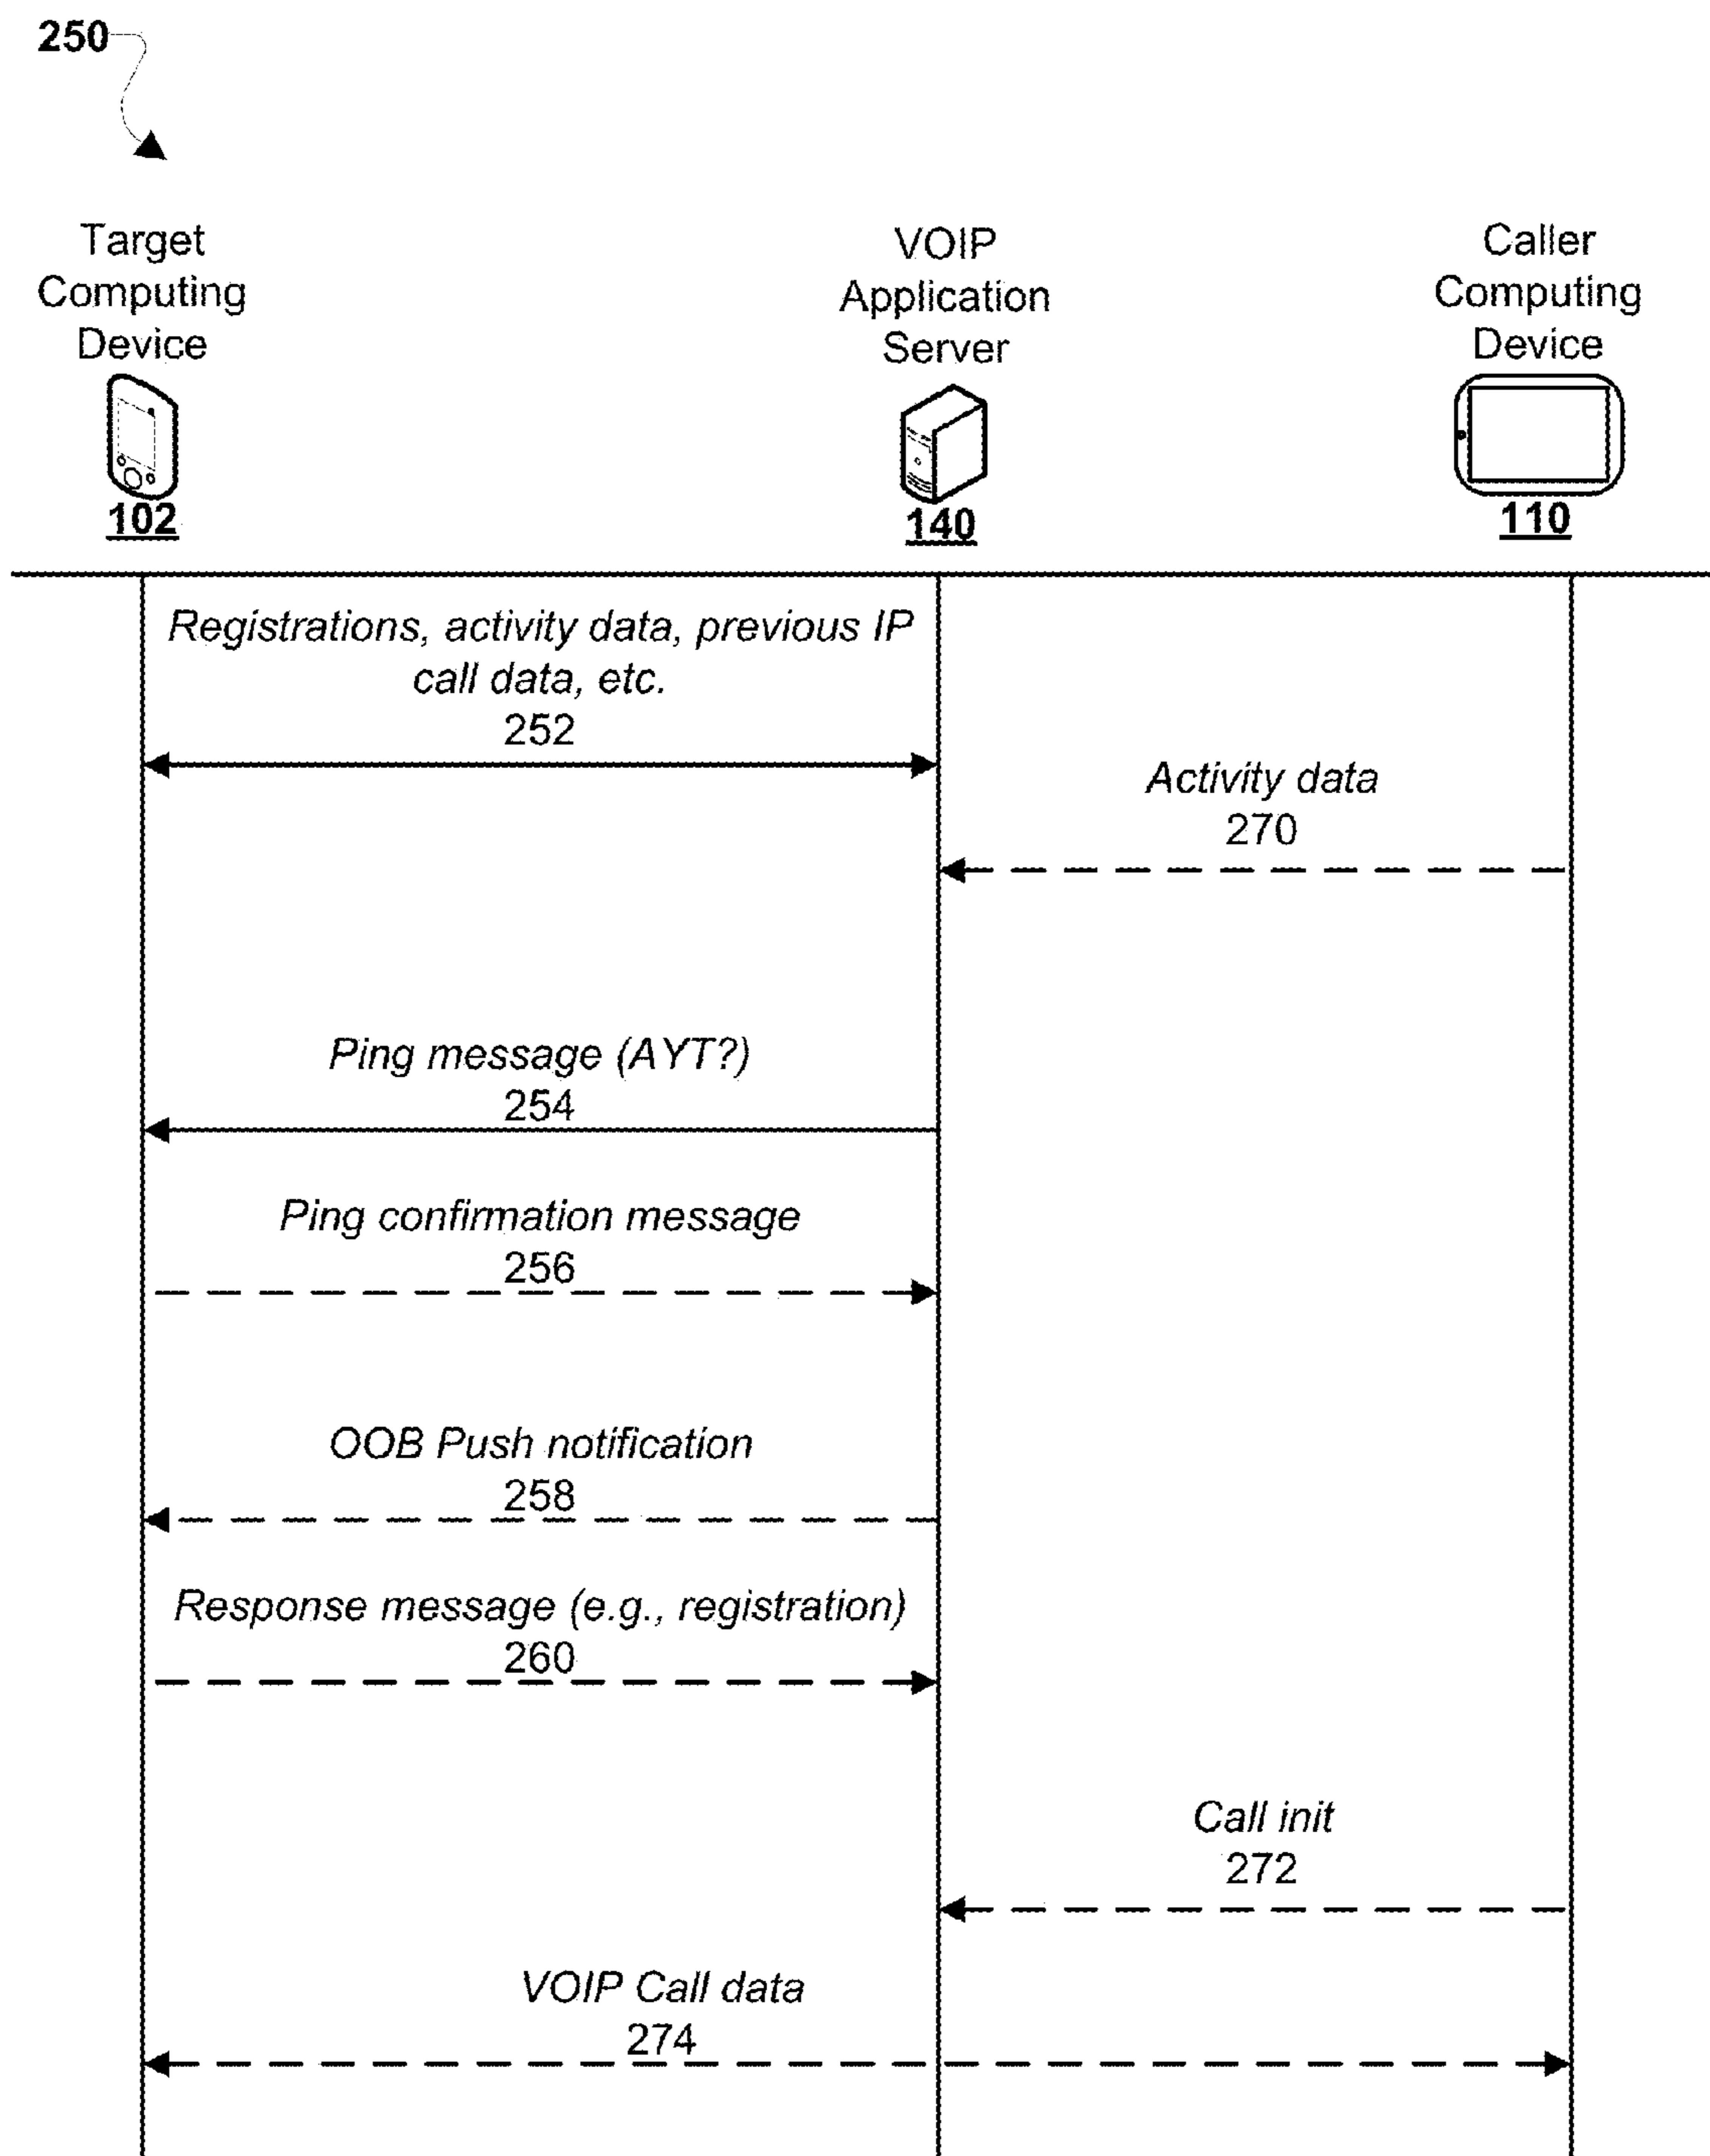 250
Target
Computing
Device
102
VOIP
Application
Server
140
Caller
Computing
Device
110
Registrations, activity data, previous IP
call data, etc.
252
Activity data
270
Ping message (AYT?)
254
Ping confirmation message
256
OOB Push notification
258
Response message (e.g., registration)
260
Call init
272
VOIP Call data
274